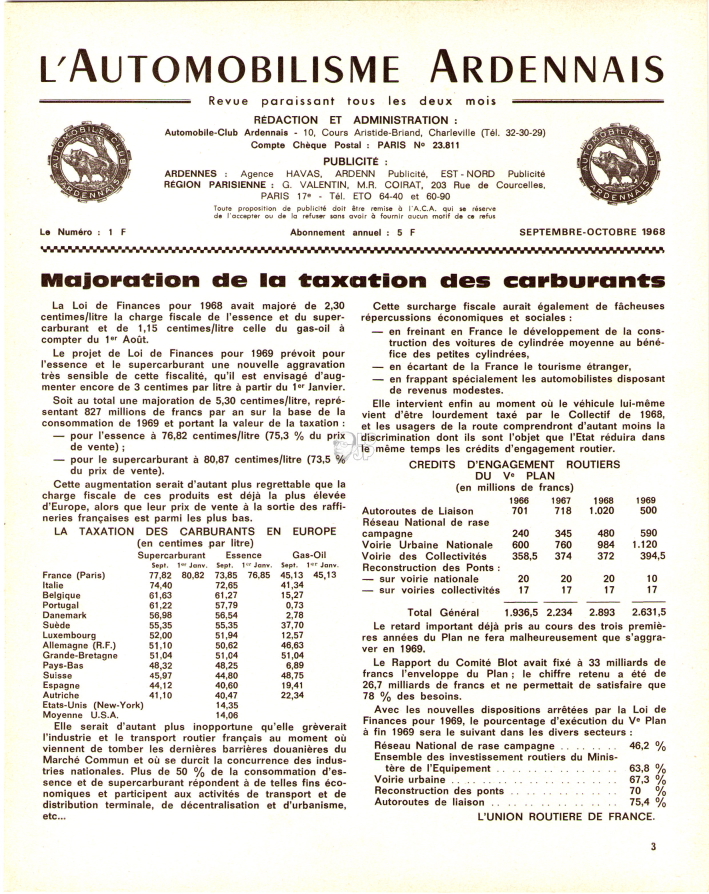 L'AUTOMOBILISME ARDENNAIS
Revue paraissant tous les deux mois
RÉDACTION ET ADMINISTRATION :
Automobile-Club Ardennais - 10, Cours Aristide-Briand, Charleville (Tél. 32-30-29)
Compte Chèque Postal : PARIS N° 23.811
PUBLICITÉ :
ARDENNES : Agence HAVAS, ARDENN Publicité, EST-NORD Publicité
RÉGION PARISIENNE : G. VALENTIN, M.R. COIRAT, 203 Rue de Courcelles,
PARIS 17e - Tél. ETO 64-40 et 60-90
Toute proposition de publicité doit être remise à l'A.C.A. qui se réserve
de l'accepter ou de la refuser sans avoir à fournir aucun motif de ce refus
AUTOMOBILE CLUB ARDENNAIS
AUTOMOBILE CLUB ARDENNAIS
Le Numéro : 1 F Abonnement annuel : 5 F SEPTEMBRE-OCTOBRE 1968
Majoration de la taxation des carburants
La Loi de Finances pour 1968 avait majoré de 2,30
centimes/litre la charge fiscale de l'essence et du super-
carburant et de 1,15 centimes/litre celle du gas-oil à
compter du 1er Août.
Le projet de Loi de Finances pour 1969 prévoit pour
l'essence et le supercarburant une nouvelle aggravation
très sensible de cette fiscalité, qu'il est envisagé d'aug-
menter encore de 3 centimes par litre à partir du 1er Janvier.
Soit au total une majoration de 5,30 centimes/litre, repré-
sentant 827 millions de francs par an sur la base de la
consommation de 1969 et portant la valeur de la taxation :
— pour l'essence à 76,82 centimes/litre (75,3 % du prix
de vente) ;
— pour le supercarburant à 80,87 centimes/litre (73,5 %
du prix de vente).
Cette augmentation serait d'autant plus regrettable que la
charge fiscale de ces produits est déjà la plus élevée
d'Europe, alors que leur prix de vente à la sortie des raffi-
neries françaises est parmi les plus bas.
LA TAXATION DES CARBURANTS EN EUROPE
(en centimes par litre)
Supercarburant Essence Gas-Oil
Sept. 1er Janv. Sept. 1er Janv. Sept. 1er Janv.
France (Paris) 77,82 80,82 73,85 76,85 45,13 45,13
Italie 74,40 72,65 41,34
Belgique 61,63 61,27 15,27
Portugal 61,22 57,79 0,73
Danemark 56,98 56,54 2,78
Suède 55,35 55,35 37,70
Luxembourg 52,00 51,94 12,57
Allemagne (R.F.) 51,10 50,62 46,63
Grande-Bretagne 51,04 51,04 51,04
Pays-Bas 48,32 48,25 6,89
Suisse 45,97 44,80 48,75
Espagne 44,12 40,60 19,41
Autriche 41,10 40,47 22,34
Etats-Unis (New-York) 14,35
Moyenne U.S.A. 14,06
Elle serait d'autant plus inopportune qu'elle grèverait
l'industrie et le transport routier français au moment où
viennent de tomber les dernières barrières douanières du
Marché Commun et où se durcit la concurrence des indus-
tries nationales. Plus de 50 % de la consommation d'es-
sence et de supercarburant répondent à de telles fins éco-
nomiques et participent aux activités de transport et de
distribution terminale, de décentralisation et d'urbanisme,
etc...
Cette surcharge fiscale aurait également de fâcheuses
répercussions économiques et sociales :
— en freinant en France le développement de la cons-
truction des voitures de cylindrée moyenne au béné-
fice des petites cylindrées,
— en écartant de la France le tourisme étranger,
— en frappant spécialement les automobilistes disposant
de revenus modestes.
Elle intervient enfin au moment où le véhicule lui-même
vient d'être lourdement taxé par le Collectif de 1968,
et les usagers de la route comprendront d'autant moins la
discrimination dont ils sont l'objet que l'Etat réduira dans
le même temps les crédits d'engagement routier.
CREDITS D'ENGAGEMENT ROUTIERS
DU Ve PLAN
(en millions de francs)
1966 1967 1968 1969
Autoroutes de Liaison 701 718 1.020 500
Réseau National de rase
campagne 240 345 480 590
Voirie Urbaine Nationale 600 760 984 1.120
Voirie des Collectivités 358,5 374 372 394,5
Reconstruction des Ponts :
— sur voirie nationale 20 20 20 10
— sur voiries collectivités 17 17 17 17
Total Général 1.936,5 2.234 2.893 2.631,5
Le retard important déjà pris au cours des trois premiè-
res années du Plan ne fera malheureusement que s'aggra-
ver en 1969.
Le Rapport du Comité Blot avait fixé à 33 milliards de
francs l'enveloppe du Plan ; le chiffre retenu a été de
26,7 milliards de francs et ne permettait de satisfaire que
78 % des besoins.
Avec les nouvelles dispositions arrêtées par la Loi de
Finances pour 1969, le pourcentage d'exécution du Ve Plan
à fin 1969 sera le suivant dans les divers secteurs :
Réseau National de rase campagne . . . . . . . 46,2 %
Ensemble des investissement routiers du Minis-
tère de l'Equipement . . . . . . . . . . . . . . 63,8 %
Voirie urbaine . . . . . . . . . . . . . . . . . . 67,3 %
Reconstruction des ponts . . . . . . . . . . . . 70 %
Autoroutes de liaison . . . . . . . . . . . . . . 75,4 %
L'UNION ROUTIERE DE FRANCE.
3